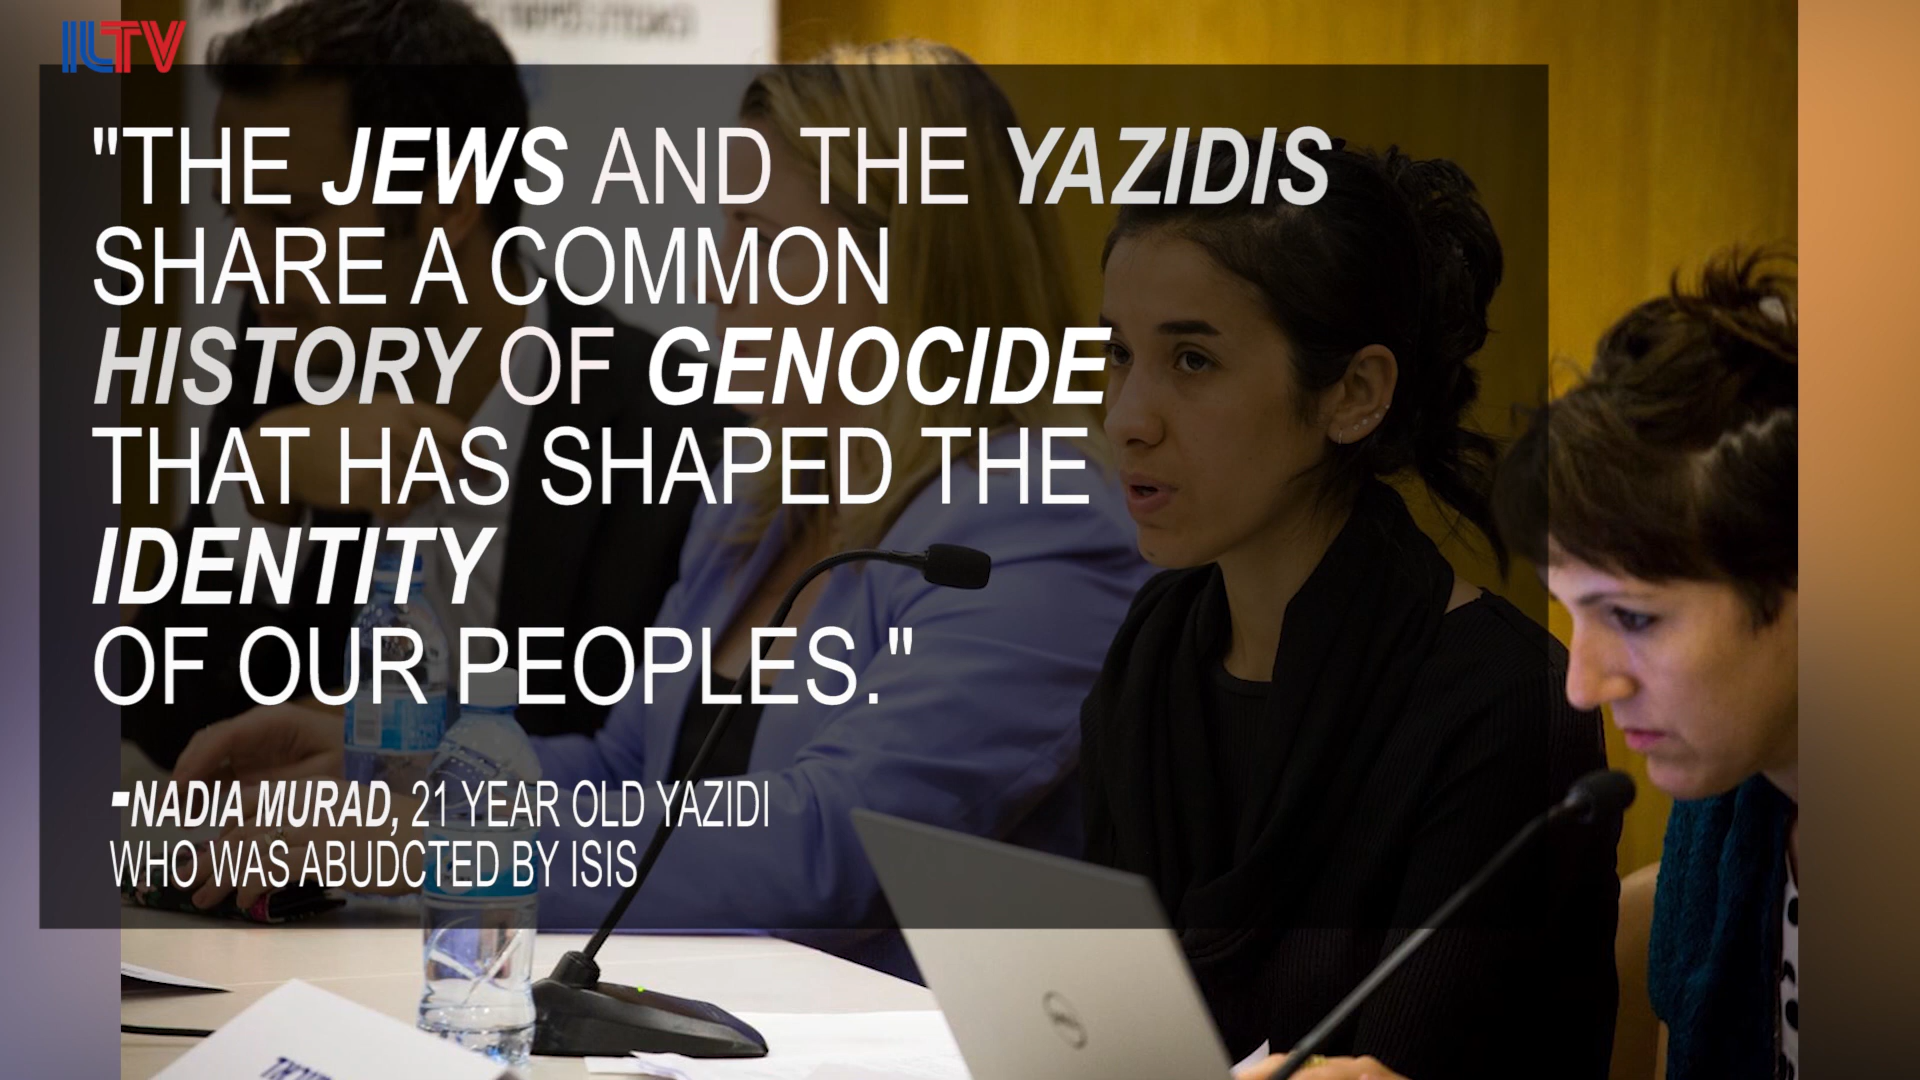 ILTV
"THE JEWS AND THE YAZIDIS
SHARE A COMMON
HISTORY OF GENOCIDE
THAT HAS SHAPED THE
IDENTITY
OF OUR PEOPLES."
-NADIA MURAD, 21 YEAR OLD YAZIDI
WHO WAS ABUDCTED BY ISIS